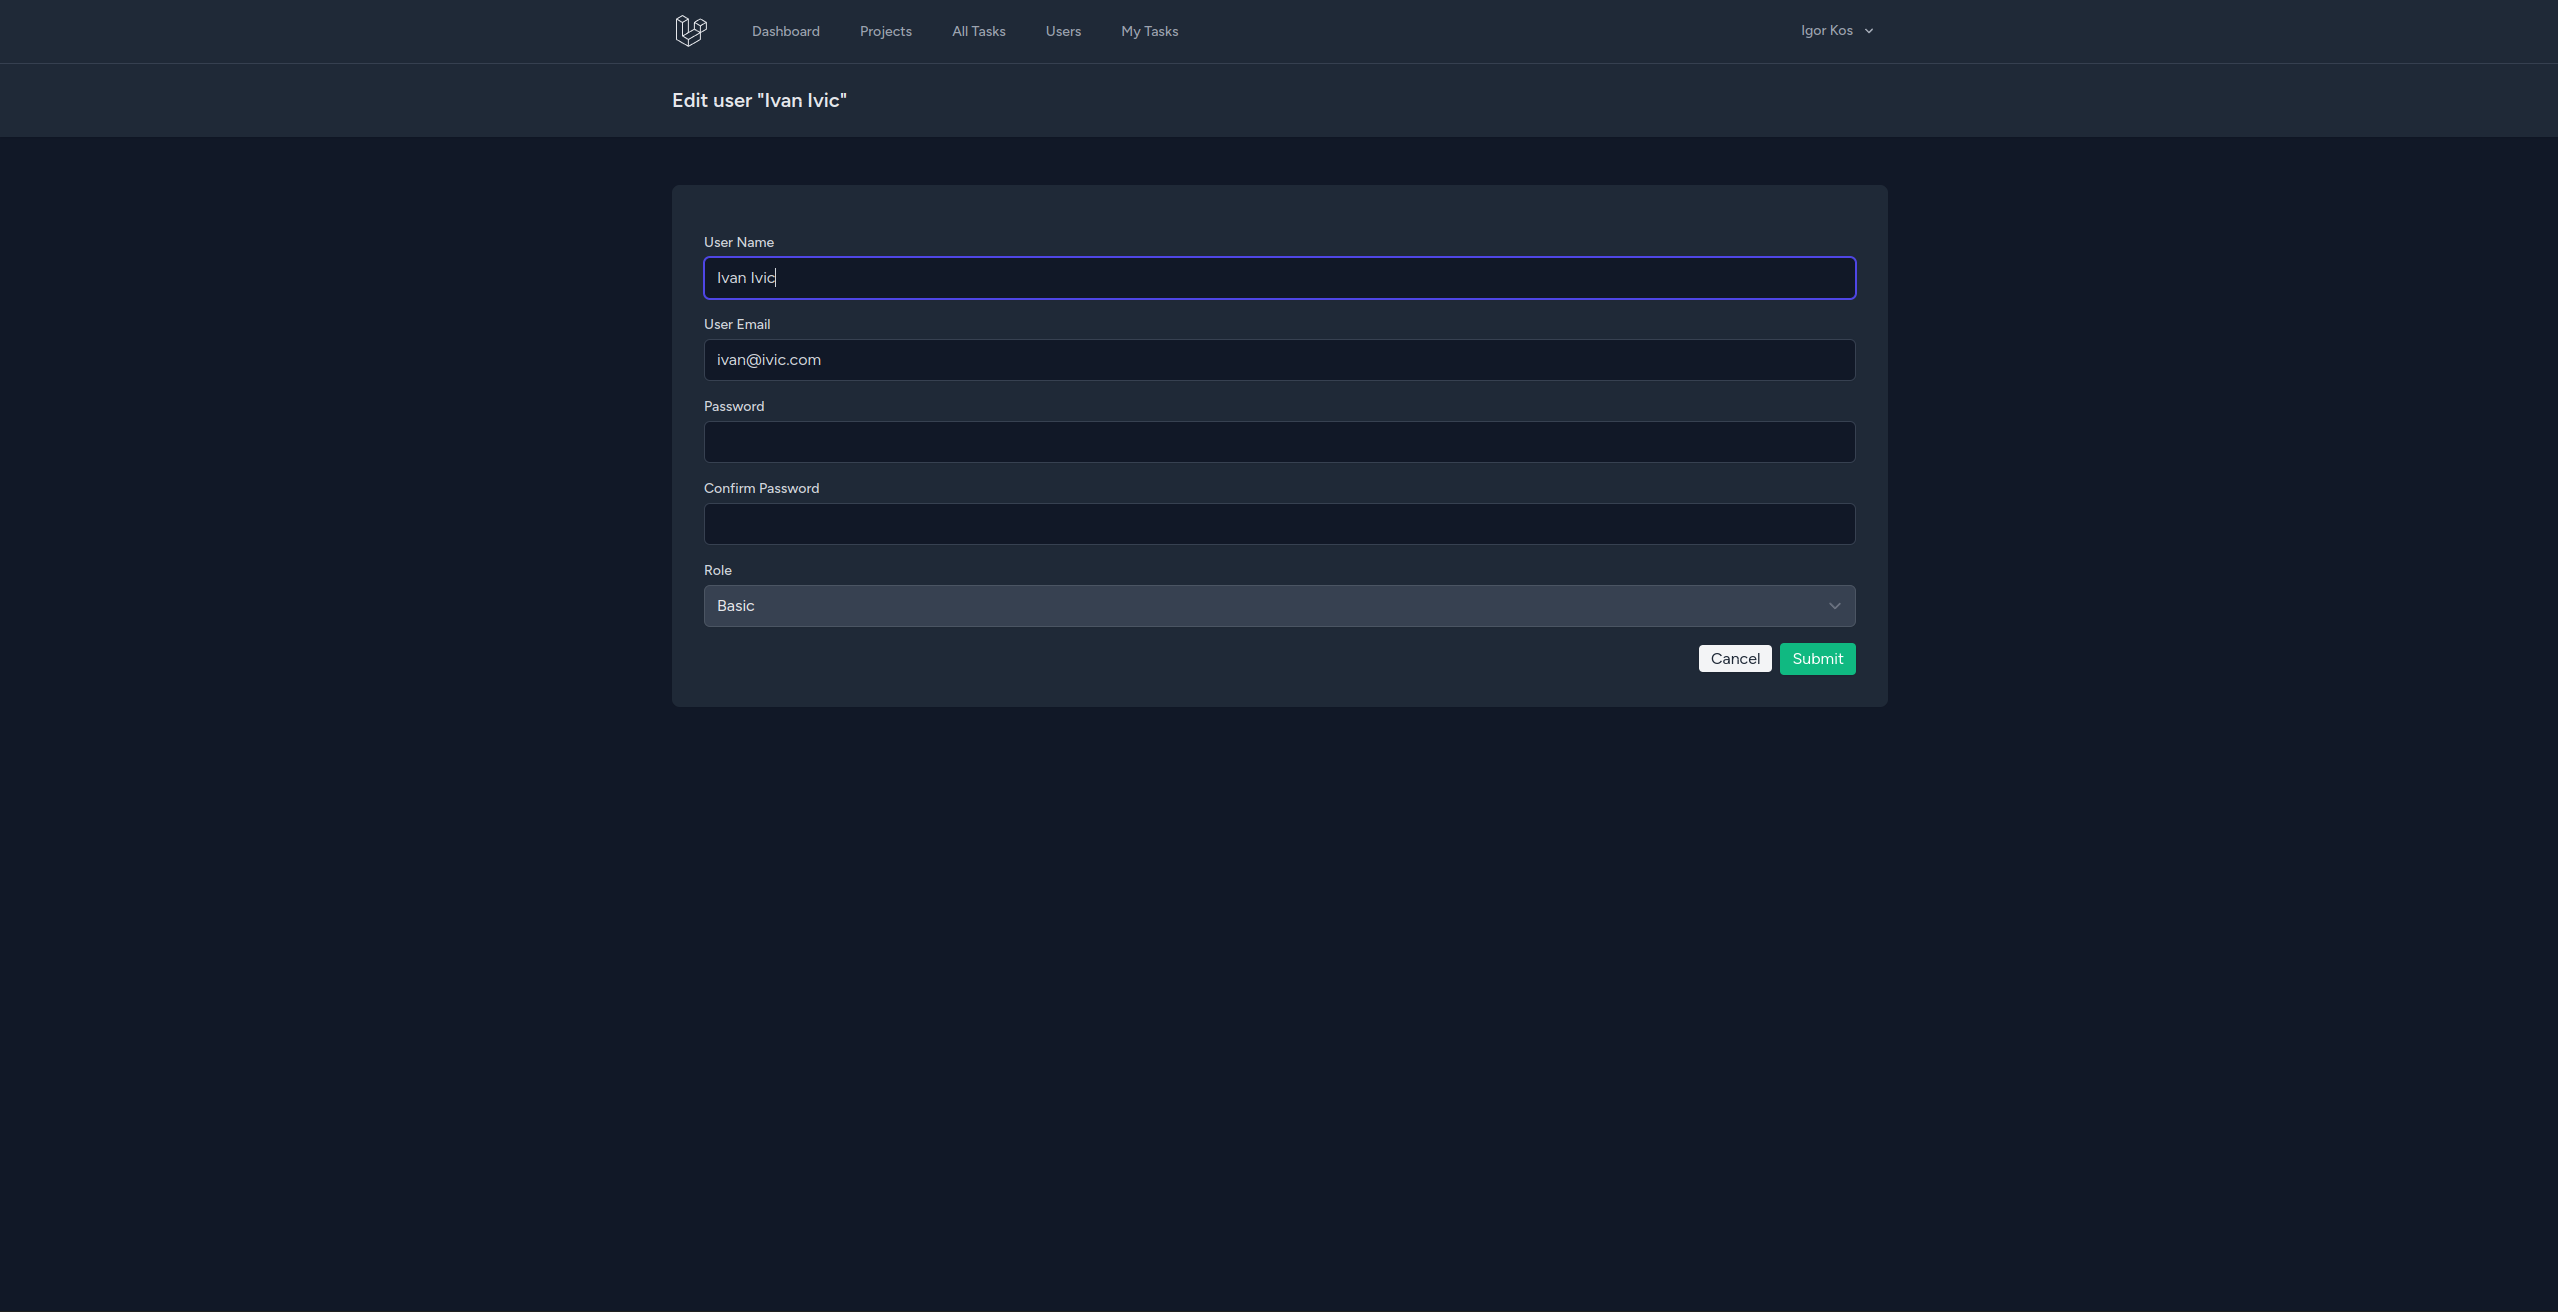 Dashboard Projects All Tasks Users My Tasks Igor Kos
Edit user "Ivan Ivic"
User Name
Ivan Ivic
User Email
ivan@ivic.com
Password
Confirm Password
Role
Basic
Cancel Submit